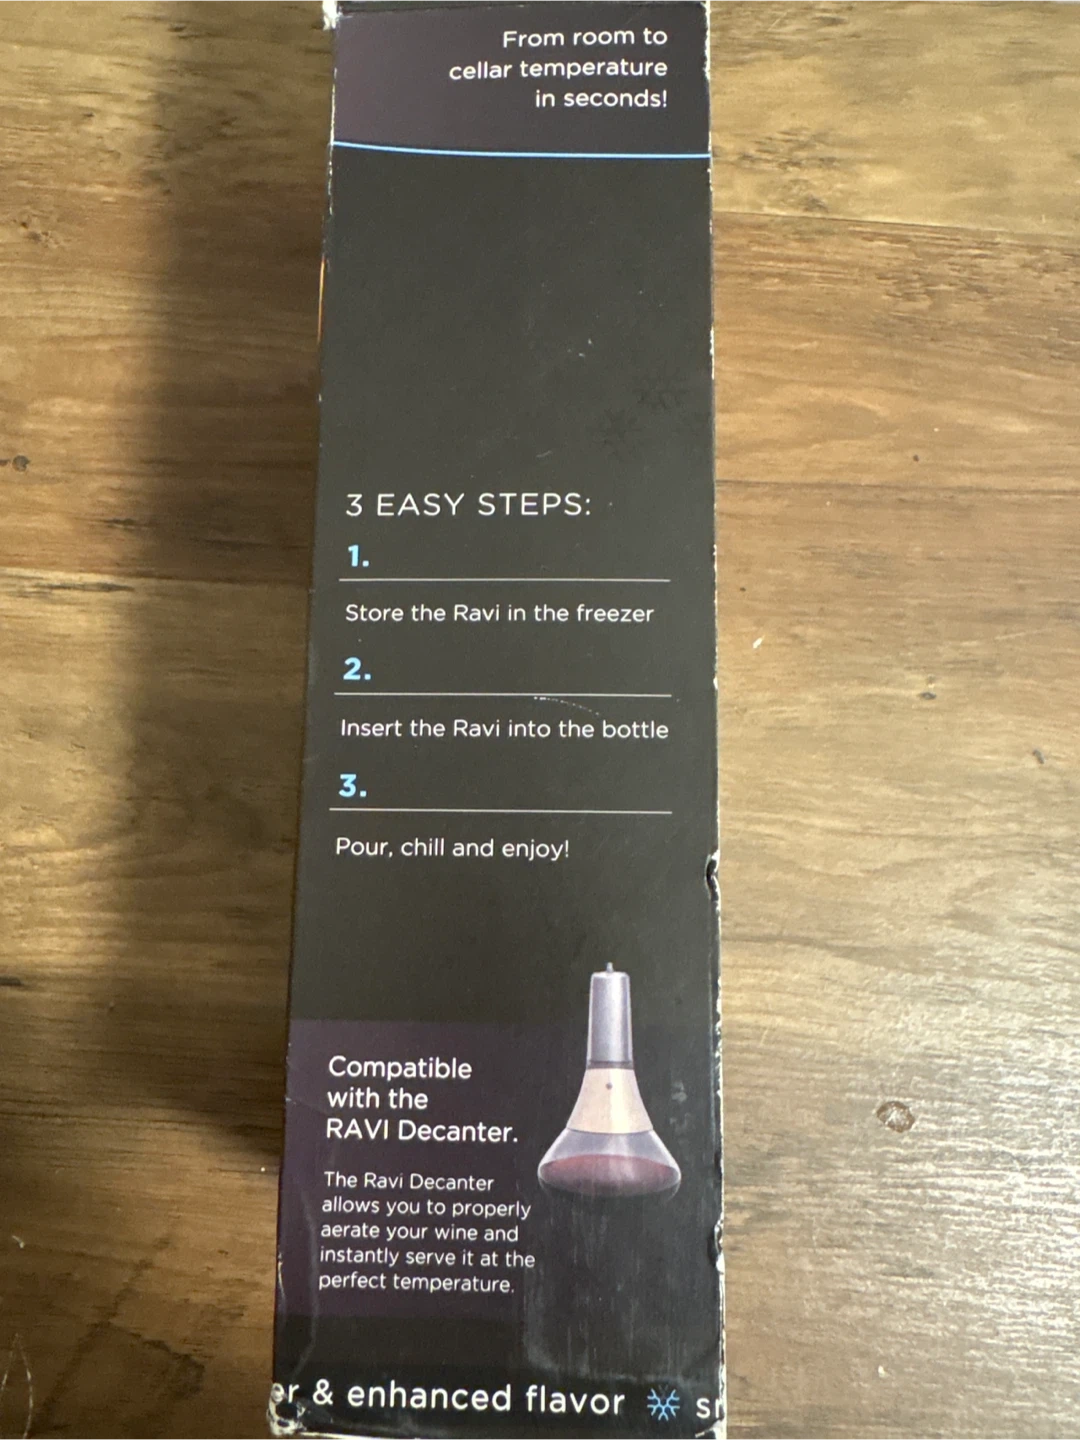 From room to
cellar temperature
in seconds!
3 EASY STEPS:
1.
Store the Ravi in the freezer
2.
Insert the Ravi into the bottle
3.
Pour, chill and enjoy!
Compatible
with the
RAVI Decanter.
The Ravi Decanter
allows you to properly
aerate your wine and
instantly serve it at the
perfect temperature.
er & enhanced flavor